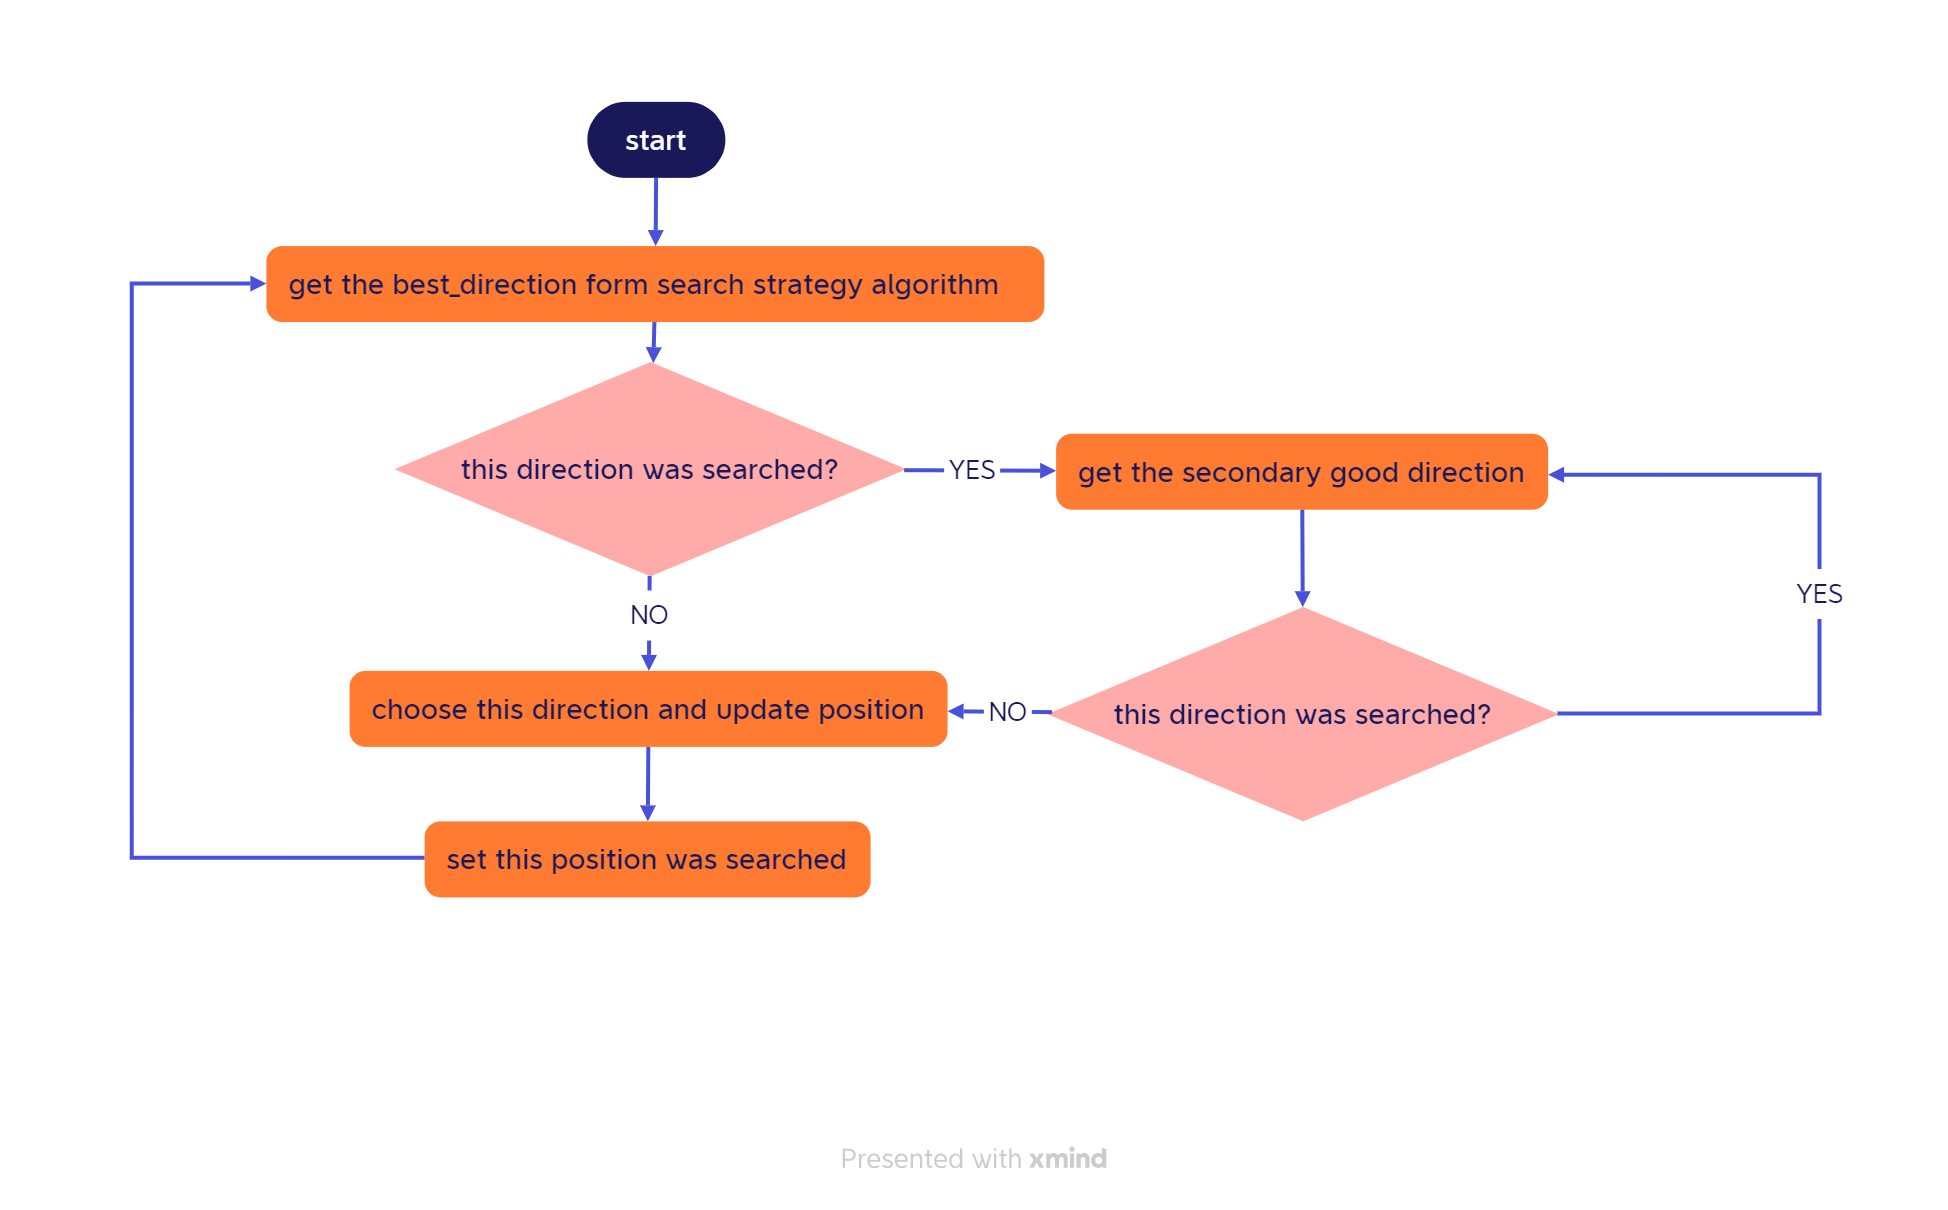 start
get the best_direction form search strategy algorithm
this direction was searched?
YES
get the secondary good direction
YES
NO
choose this direction and update position
NO
this direction was searched?
set this position was searched
Presented with xmind